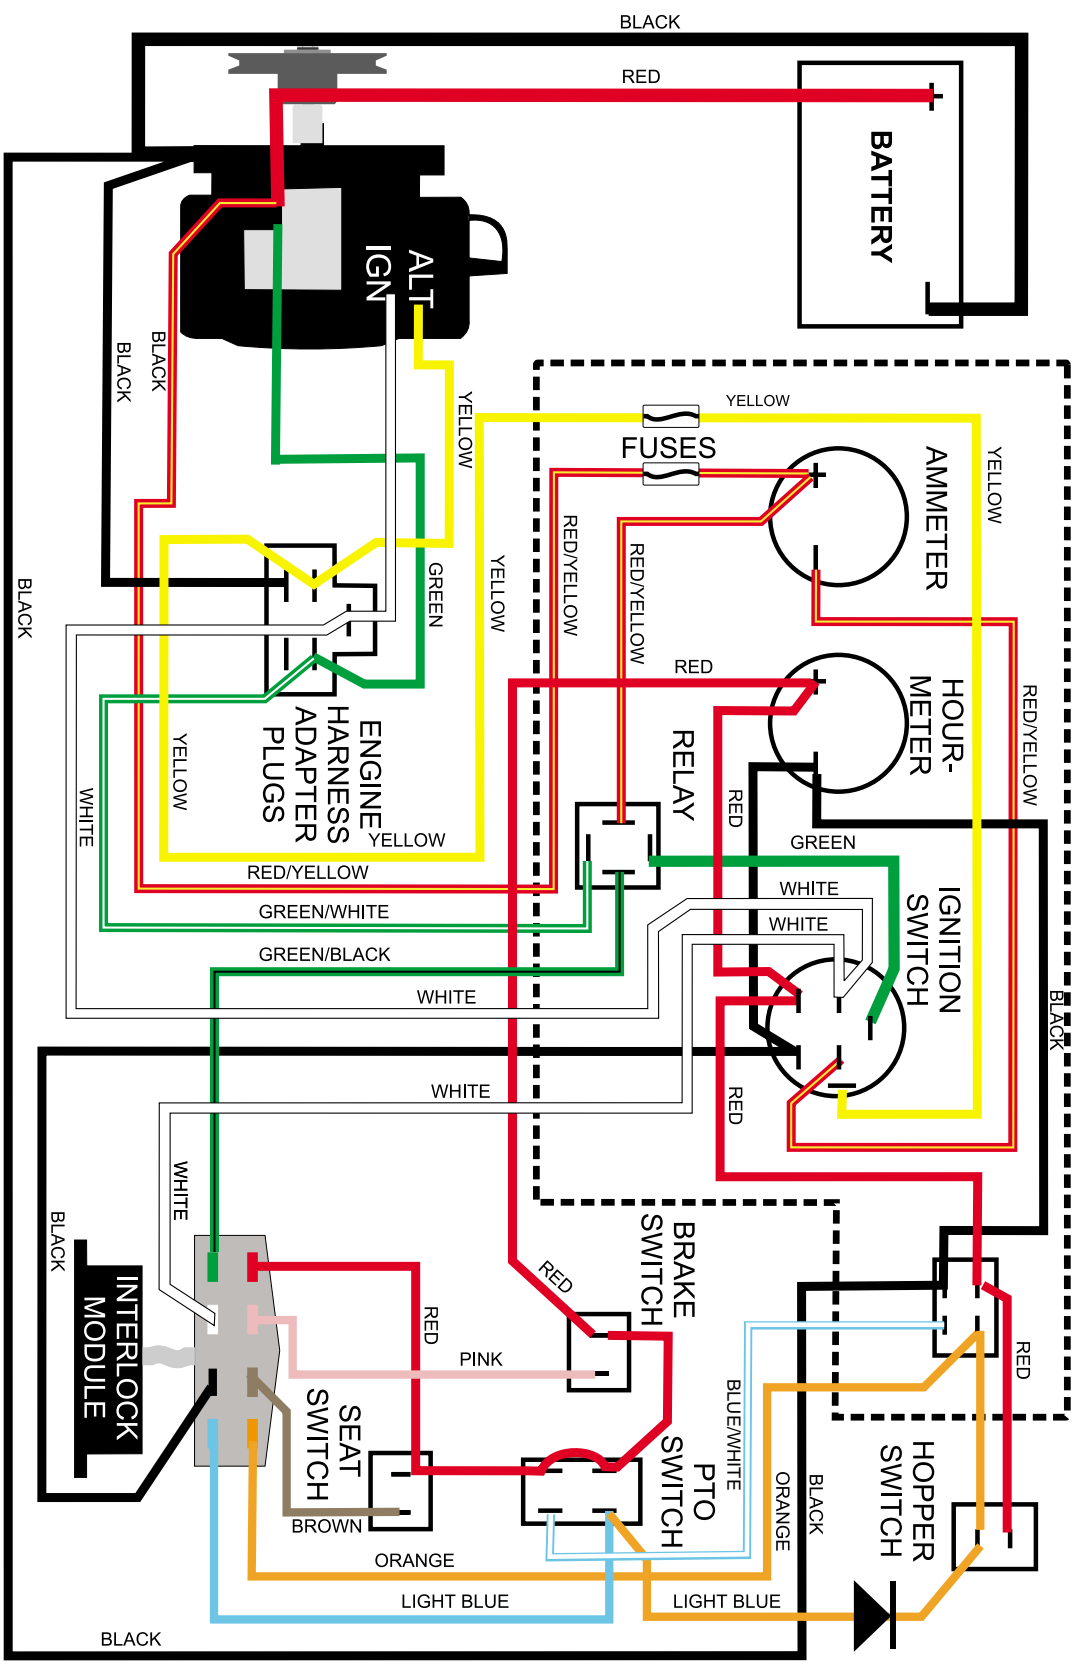 BLACK
RED
BATTERY
ALT
IGN
BLACK
BLACK
YELLOW
YELLOW
FUSES
YELLOW
AMMETER
RED/YELLOW
RED/YELLOW
YELLOW
GREEN
BLACK
RED
HOUR-
METER
RED/YELLOW
RELAY
ENGINE
HARNESS
ADAPTER
PLUGS
YELLOW
WHITE
RED
YELLOW
GREEN
RED/YELLOW
WHITE
IGNITION
SWITCH
GREEN/WHITE
WHITE
GREEN/BLACK
WHITE
BLACK
WHITE
RED
WHITE
BLACK
BRAKE
SWITCH
RED
INTERLOCK
MODULE
RED
PINK
RED
SEAT
SWITCH
BLUE/WHITE
PTO
SWITCH
HOPPER
SWITCH
ORANGE
BLACK
BROWN
ORANGE
LIGHT BLUE
LIGHT BLUE
BLACK